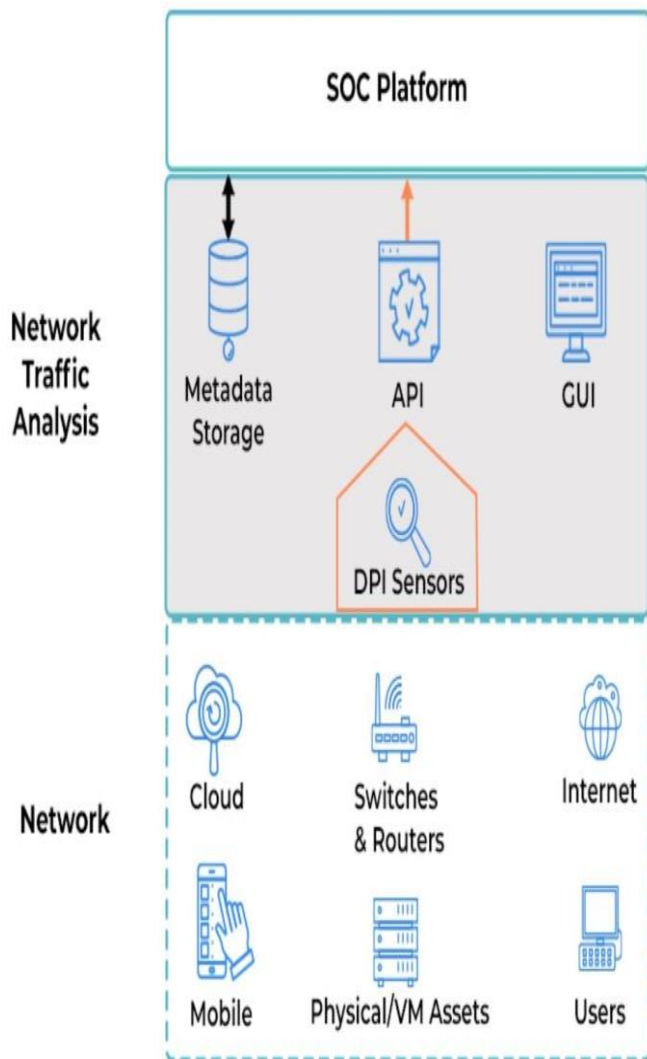 SOC Platform
Network
Traffic
Analysis
Metadata
Storage
API
GUI
DPI Sensors
Network
Cloud
Switches
& Routers
Internet
Mobile
Physical/VM Assets
Users